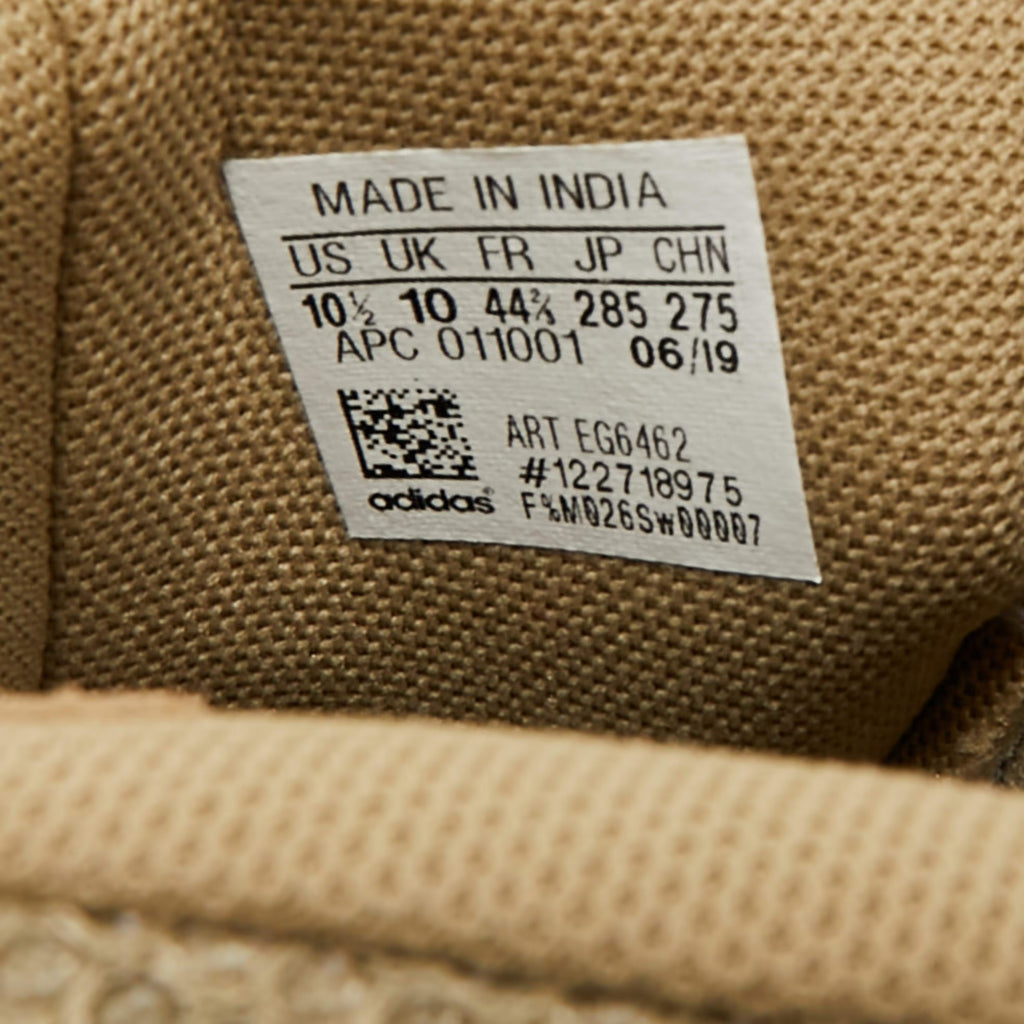 MADE IN INDIA
US UK FR JP CHN
10½ 10 44⅔ 285 275
APC 011001 06/19
ART EG6462
#122718975
adidas® F%M026Sw00007